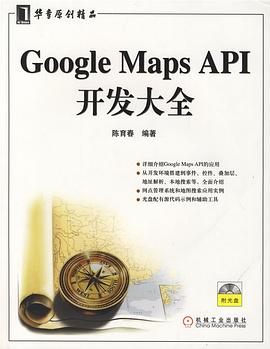 华章原创精品
Google Maps API
开发大全
陈育春 编著
详细介绍Google Maps API的应用
从开发环境搭建到事件、控件、叠加层、
地址解析、本地搜索等，全面介绍
网点管理系统和地图搜索应用实例
光盘配有源代码示例和辅助工具
附光盘
机械工业出版社
China Machine Press